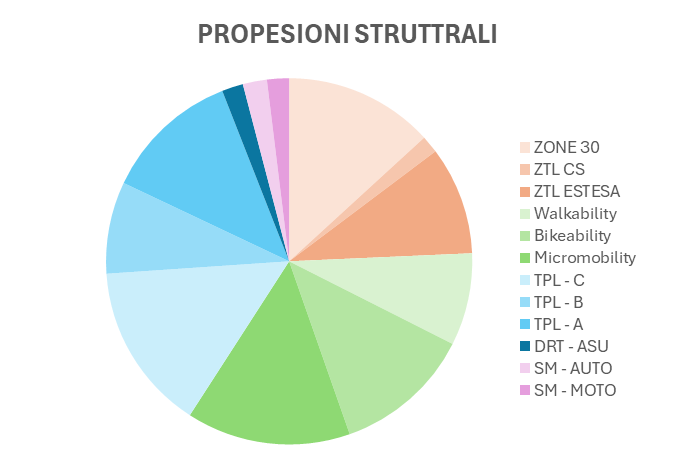 PROPESIONI STRUTTRALI
ZONE 30
ZTL CS
ZTL ESTESA
Walkability
Bikeability
Micromobility
TPL - C
TPL - B
TPL - A
DRT - ASU
SM - AUTO
SM - MOTO